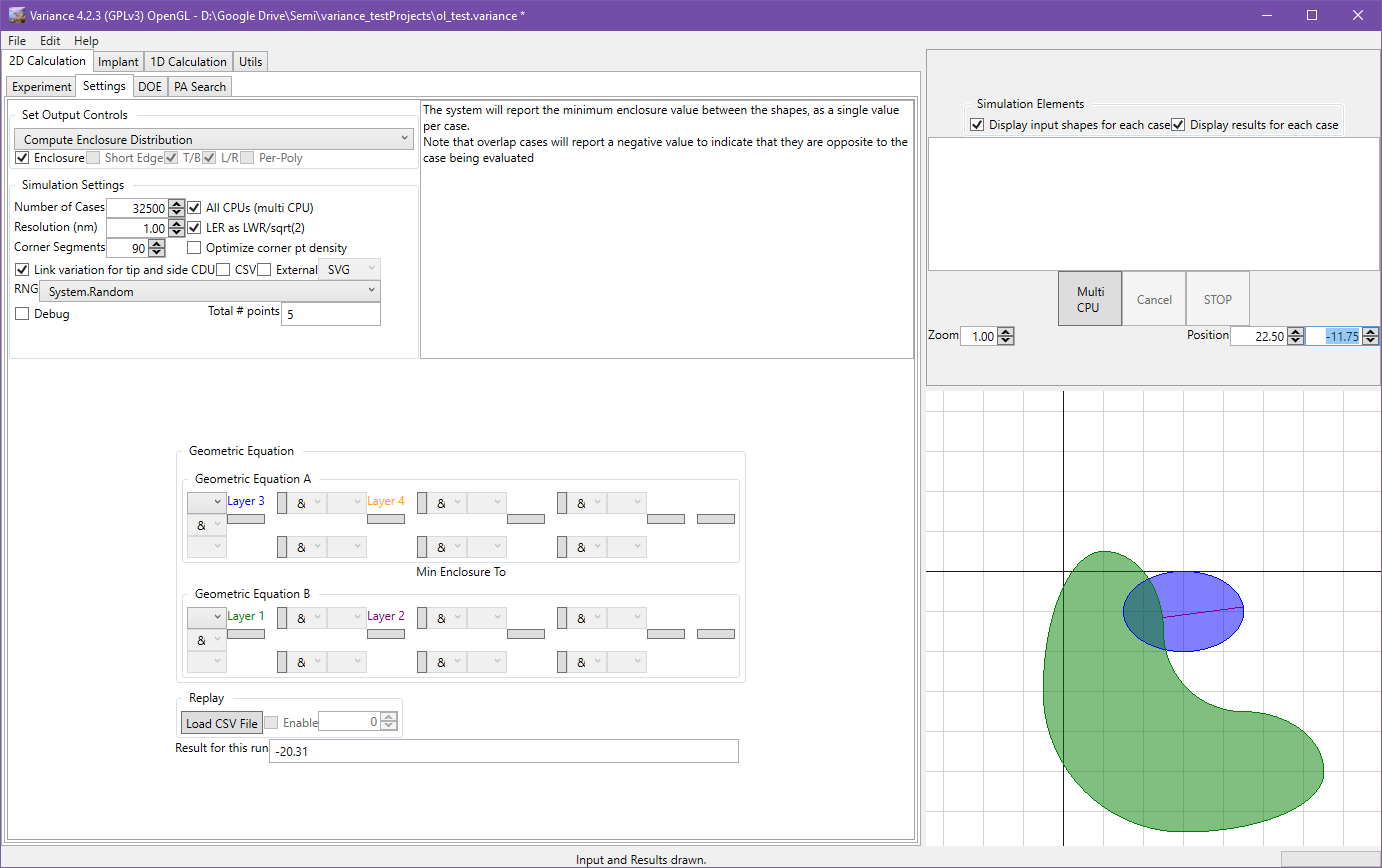 Variance 4.2.3 (GPLv3) OpenGL - D:\Google Drive\Semi\variance_testProjects\ol_test.variance *
File Edit Help
2D Calculation Implant 1D Calculation Utils
Experiment Settings DOE PA Search
Set Output Controls
Compute Enclosure Distribution
Enclosure Short Edge T/B L/R Per-Poly
The system will report the minimum enclosure value between the shapes, as a single value
per case.
Note that overlap cases will report a negative value to indicate that they are opposite to the
case being evaluated
Simulation Settings
Number of Cases 32500 All CPUs (multi CPU)
Resolution (nm) 1.00 LER as LWR/sqrt(2)
Corner Segments 90 Optimize corner pt density
Link variation for tip and side CDU CSV External SVG
RNG System.Random
Debug Total # points 5
Simulation Elements
Display input shapes for each case Display results for each case
Multi
CPU
Cancel STOP
Zoom 1.00 Position 22.50 -11.75
Geometric Equation
Geometric Equation A
Layer 3 & Layer 4 & &
&
& & &
Min Enclosure To
Geometric Equation B
Layer 1 & Layer 2 & &
&
& & &
Replay
Load CSV File Enable 0
Result for this run -20.31
Input and Results drawn.